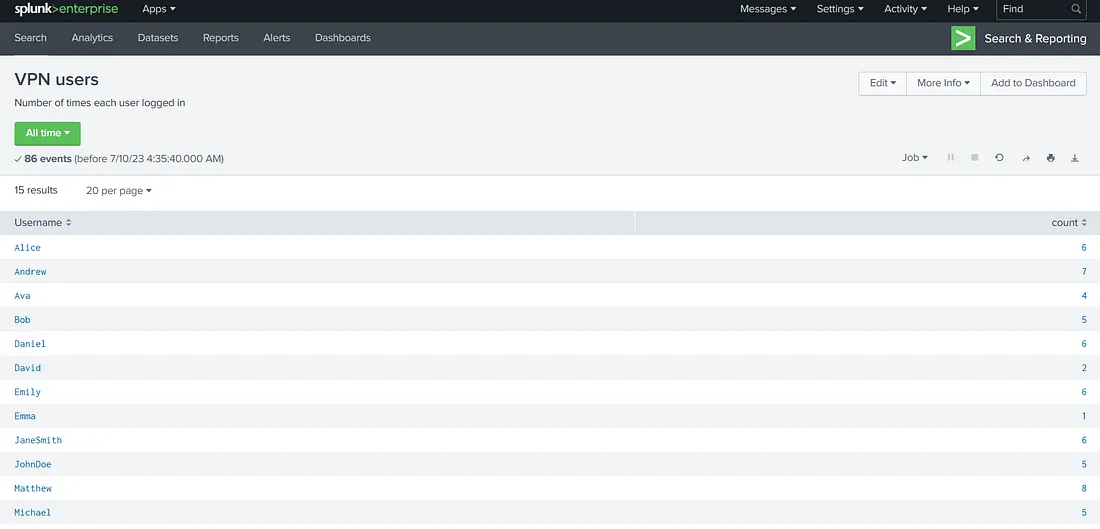 splunk>enterprise Apps Messages Settings Activity Help Find
Search Analytics Datasets Reports Alerts Dashboards Search & Reporting
VPN users
Edit More Info Add to Dashboard
Number of times each user logged in
All time
86 events (before 7/10/23 4:35:40.000 AM)
Job
15 results 20 per page
Username count
Alice 6
Andrew 7
Ava 4
Bob 5
Daniel 6
David 2
Emily 6
Emma 1
JaneSmith 6
JohnDoe 5
Matthew 8
Michael 5